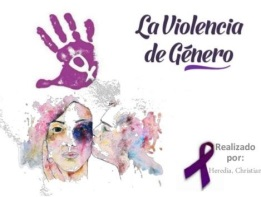 La Violencia
de Género
Realizado
por:
Heredia, Christian